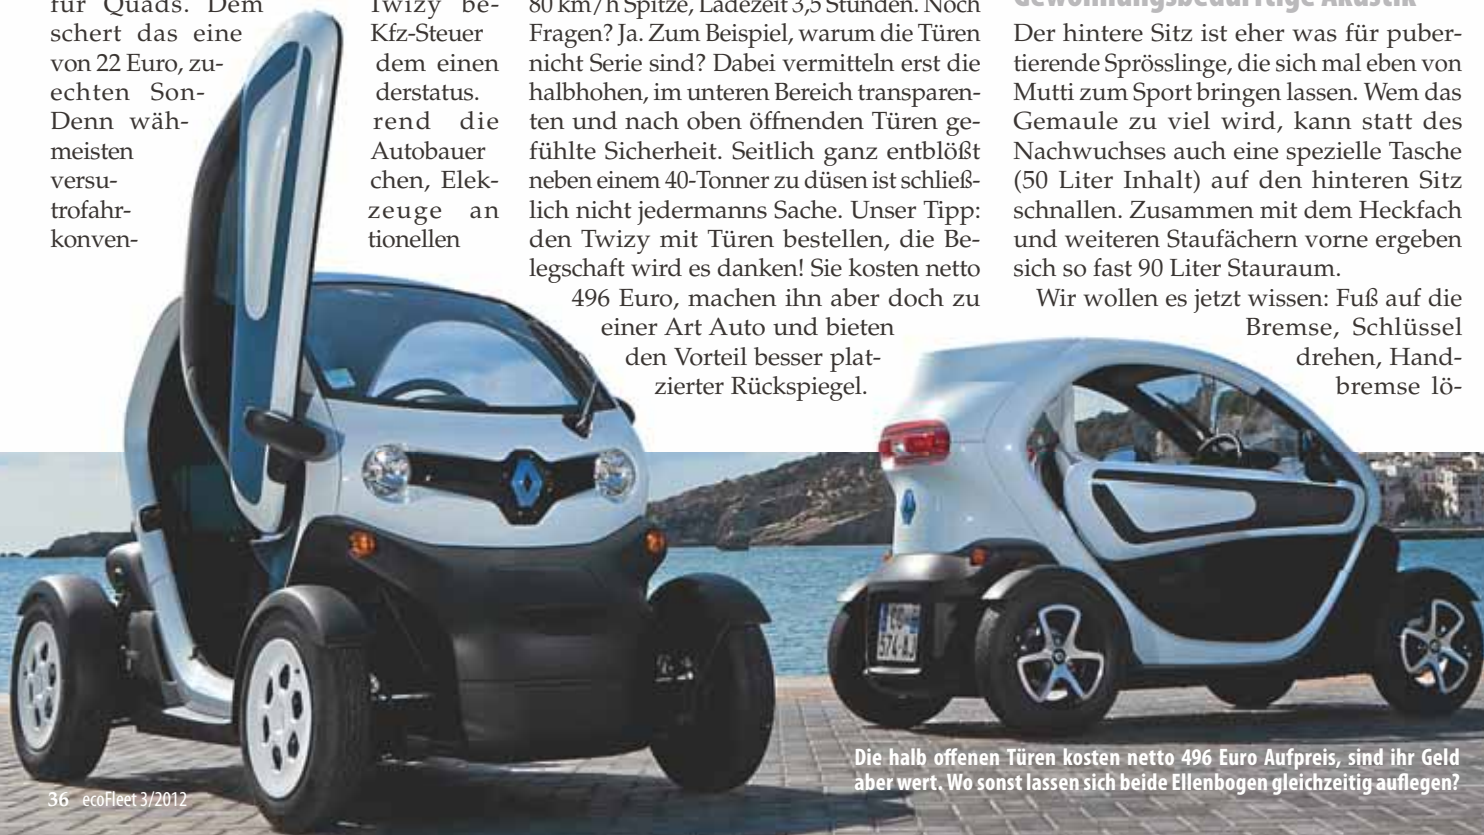 für Quads. Dem Twizy be-
schert das eine Kfz-Steuer
von 22 Euro, zu- dem einen
echten Son- derstatus.
Denn wäh- rend die
meisten Autobauer
versu- chen, Elek-
trofahr- zeuge an
konven- tionellen
80 km/h Spitze, Ladezeit 3,5 Stunden. Noch
Fragen? Ja. Zum Beispiel, warum die Türen
nicht Serie sind? Dabei vermitteln erst die
halbhohen, im unteren Bereich transparen-
ten und nach oben öffnenden Türen ge-
fühlte Sicherheit. Seitlich ganz entblößt
neben einem 40-Tonner zu düsen ist schließ-
lich nicht jedermanns Sache. Unser Tipp:
den Twizy mit Türen bestellen, die Be-
legschaft wird es danken! Sie kosten netto
496 Euro, machen ihn aber doch zu
einer Art Auto und bieten
den Vorteil besser plat-
zierter Rückspiegel.
Gewöhnungsbedürftige Akustik
Der hintere Sitz ist eher was für puber-
tierende Sprösslinge, die sich mal eben von
Mutti zum Sport bringen lassen. Wem das
Gemaule zu viel wird, kann statt des
Nachwuchses auch eine spezielle Tasche
(50 Liter Inhalt) auf den hinteren Sitz
schnallen. Zusammen mit dem Heckfach
und weiteren Staufächern vorne ergeben
sich so fast 90 Liter Stauraum.
Wir wollen es jetzt wissen: Fuß auf die
Bremse, Schlüssel
drehen, Hand-
bremse lö-
574-AJ
Die halb offenen Türen kosten netto 496 Euro Aufpreis, sind ihr Geld
aber wert. Wo sonst lassen sich beide Ellenbogen gleichzeitig auflegen?
36 ecoFleet 3/2012